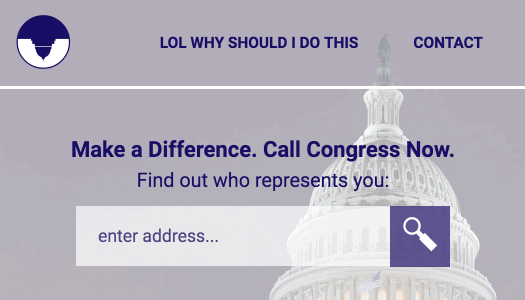 LOL WHY SHOULD I DO THIS CONTACT
Make a Difference. Call Congress Now.
Find out who represents you:
enter address...